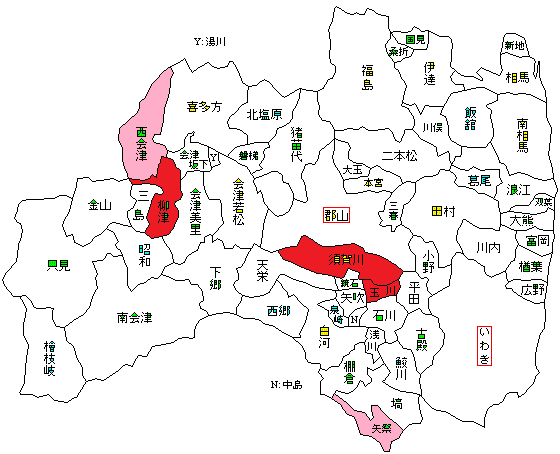 Y: 湯川
国見
桑折
新地
伊達
福島
相馬
喜多方
北塩原
飯舘
南相馬
川俣
西会津
猪苗代
会津坂下
Y
磐梯
二本松
大玉
本宮
葛尾
浪江
双葉
三島
柳津
会津美里
会津若松
金山
郡山
三春
田村
大熊
富岡
川内
楢葉
広野
昭和
只見
須賀川
小野
天栄
下郷
鏡石
玉川
平田
矢吹
泉崎
N
石川
西郷
南会津
白河
浅川
古殿
いわき
檜枝岐
棚倉
鮫川
N: 中島
塙
矢祭